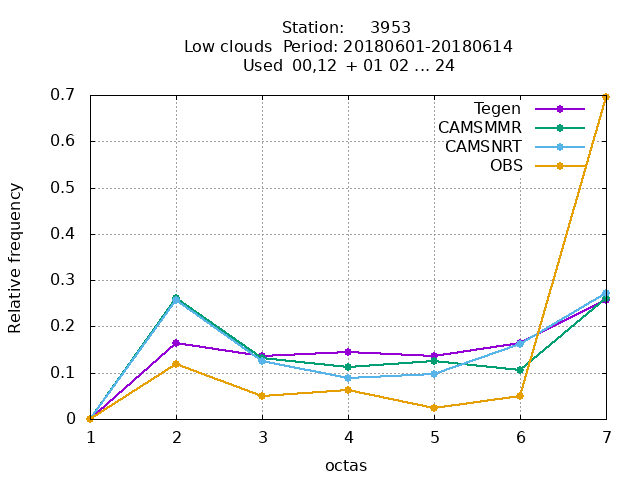 Station: 3953
Low clouds Period: 20180601-20180614
Used 00,12 + 01 02 ... 24
Relative frequency
0.7
0.6
0.5
0.4
0.3
0.2
0.1
0
Tegen
CAMSMMR
CAMSNRT
OBS
1 2 3 4 5 6 7
octas